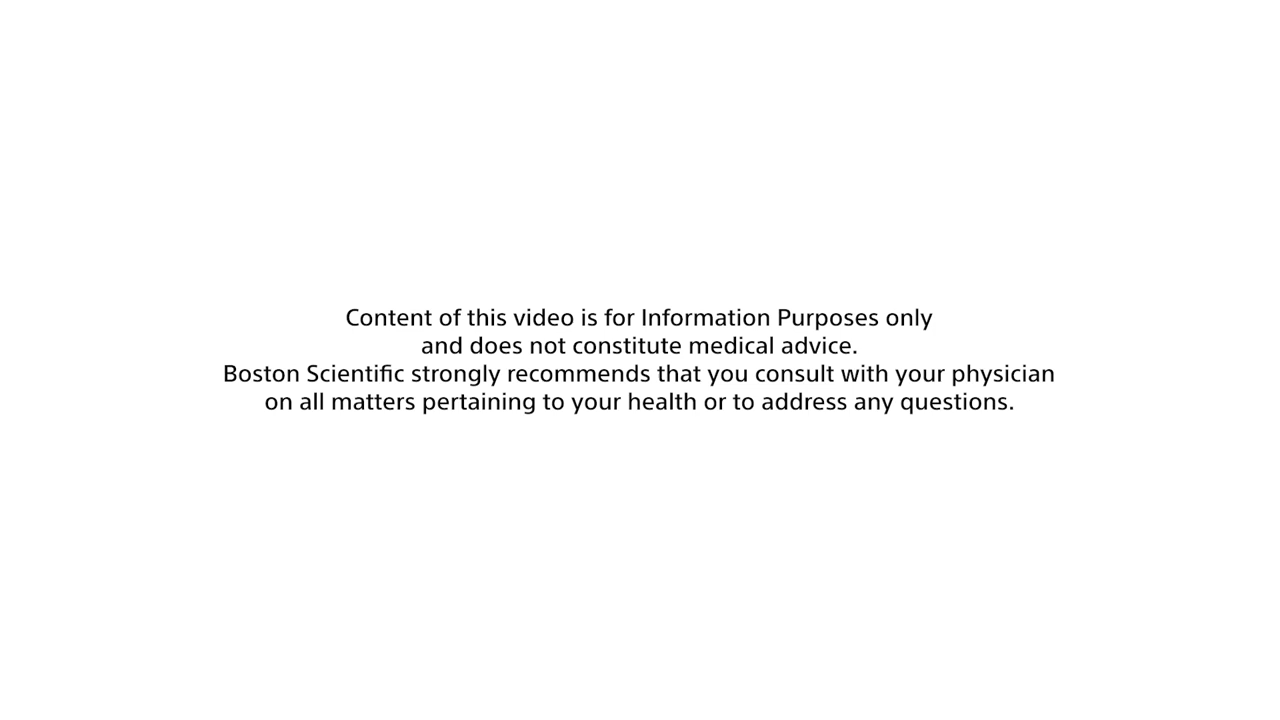 Content of this video is for Information Purposes only
and does not constitute medical advice.
Boston Scientific strongly recommends that you consult with your physician
on all matters pertaining to your health or to address any questions.